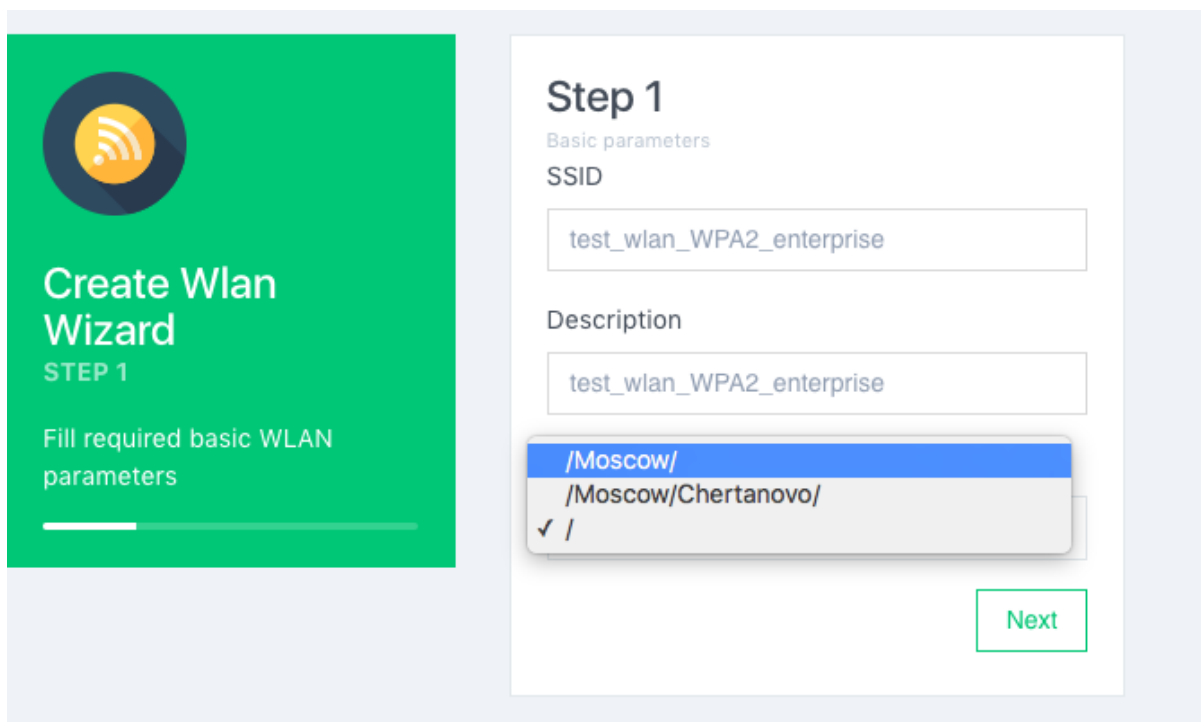 Create Wlan
Wizard
STEP 1
Fill required basic WLAN
parameters
Step 1
Basic parameters
SSID
test_wlan_WPA2_enterprise
Description
test_wlan_WPA2_enterprise
/Moscow/
/Moscow/Chertanovo/
✓ /
Next